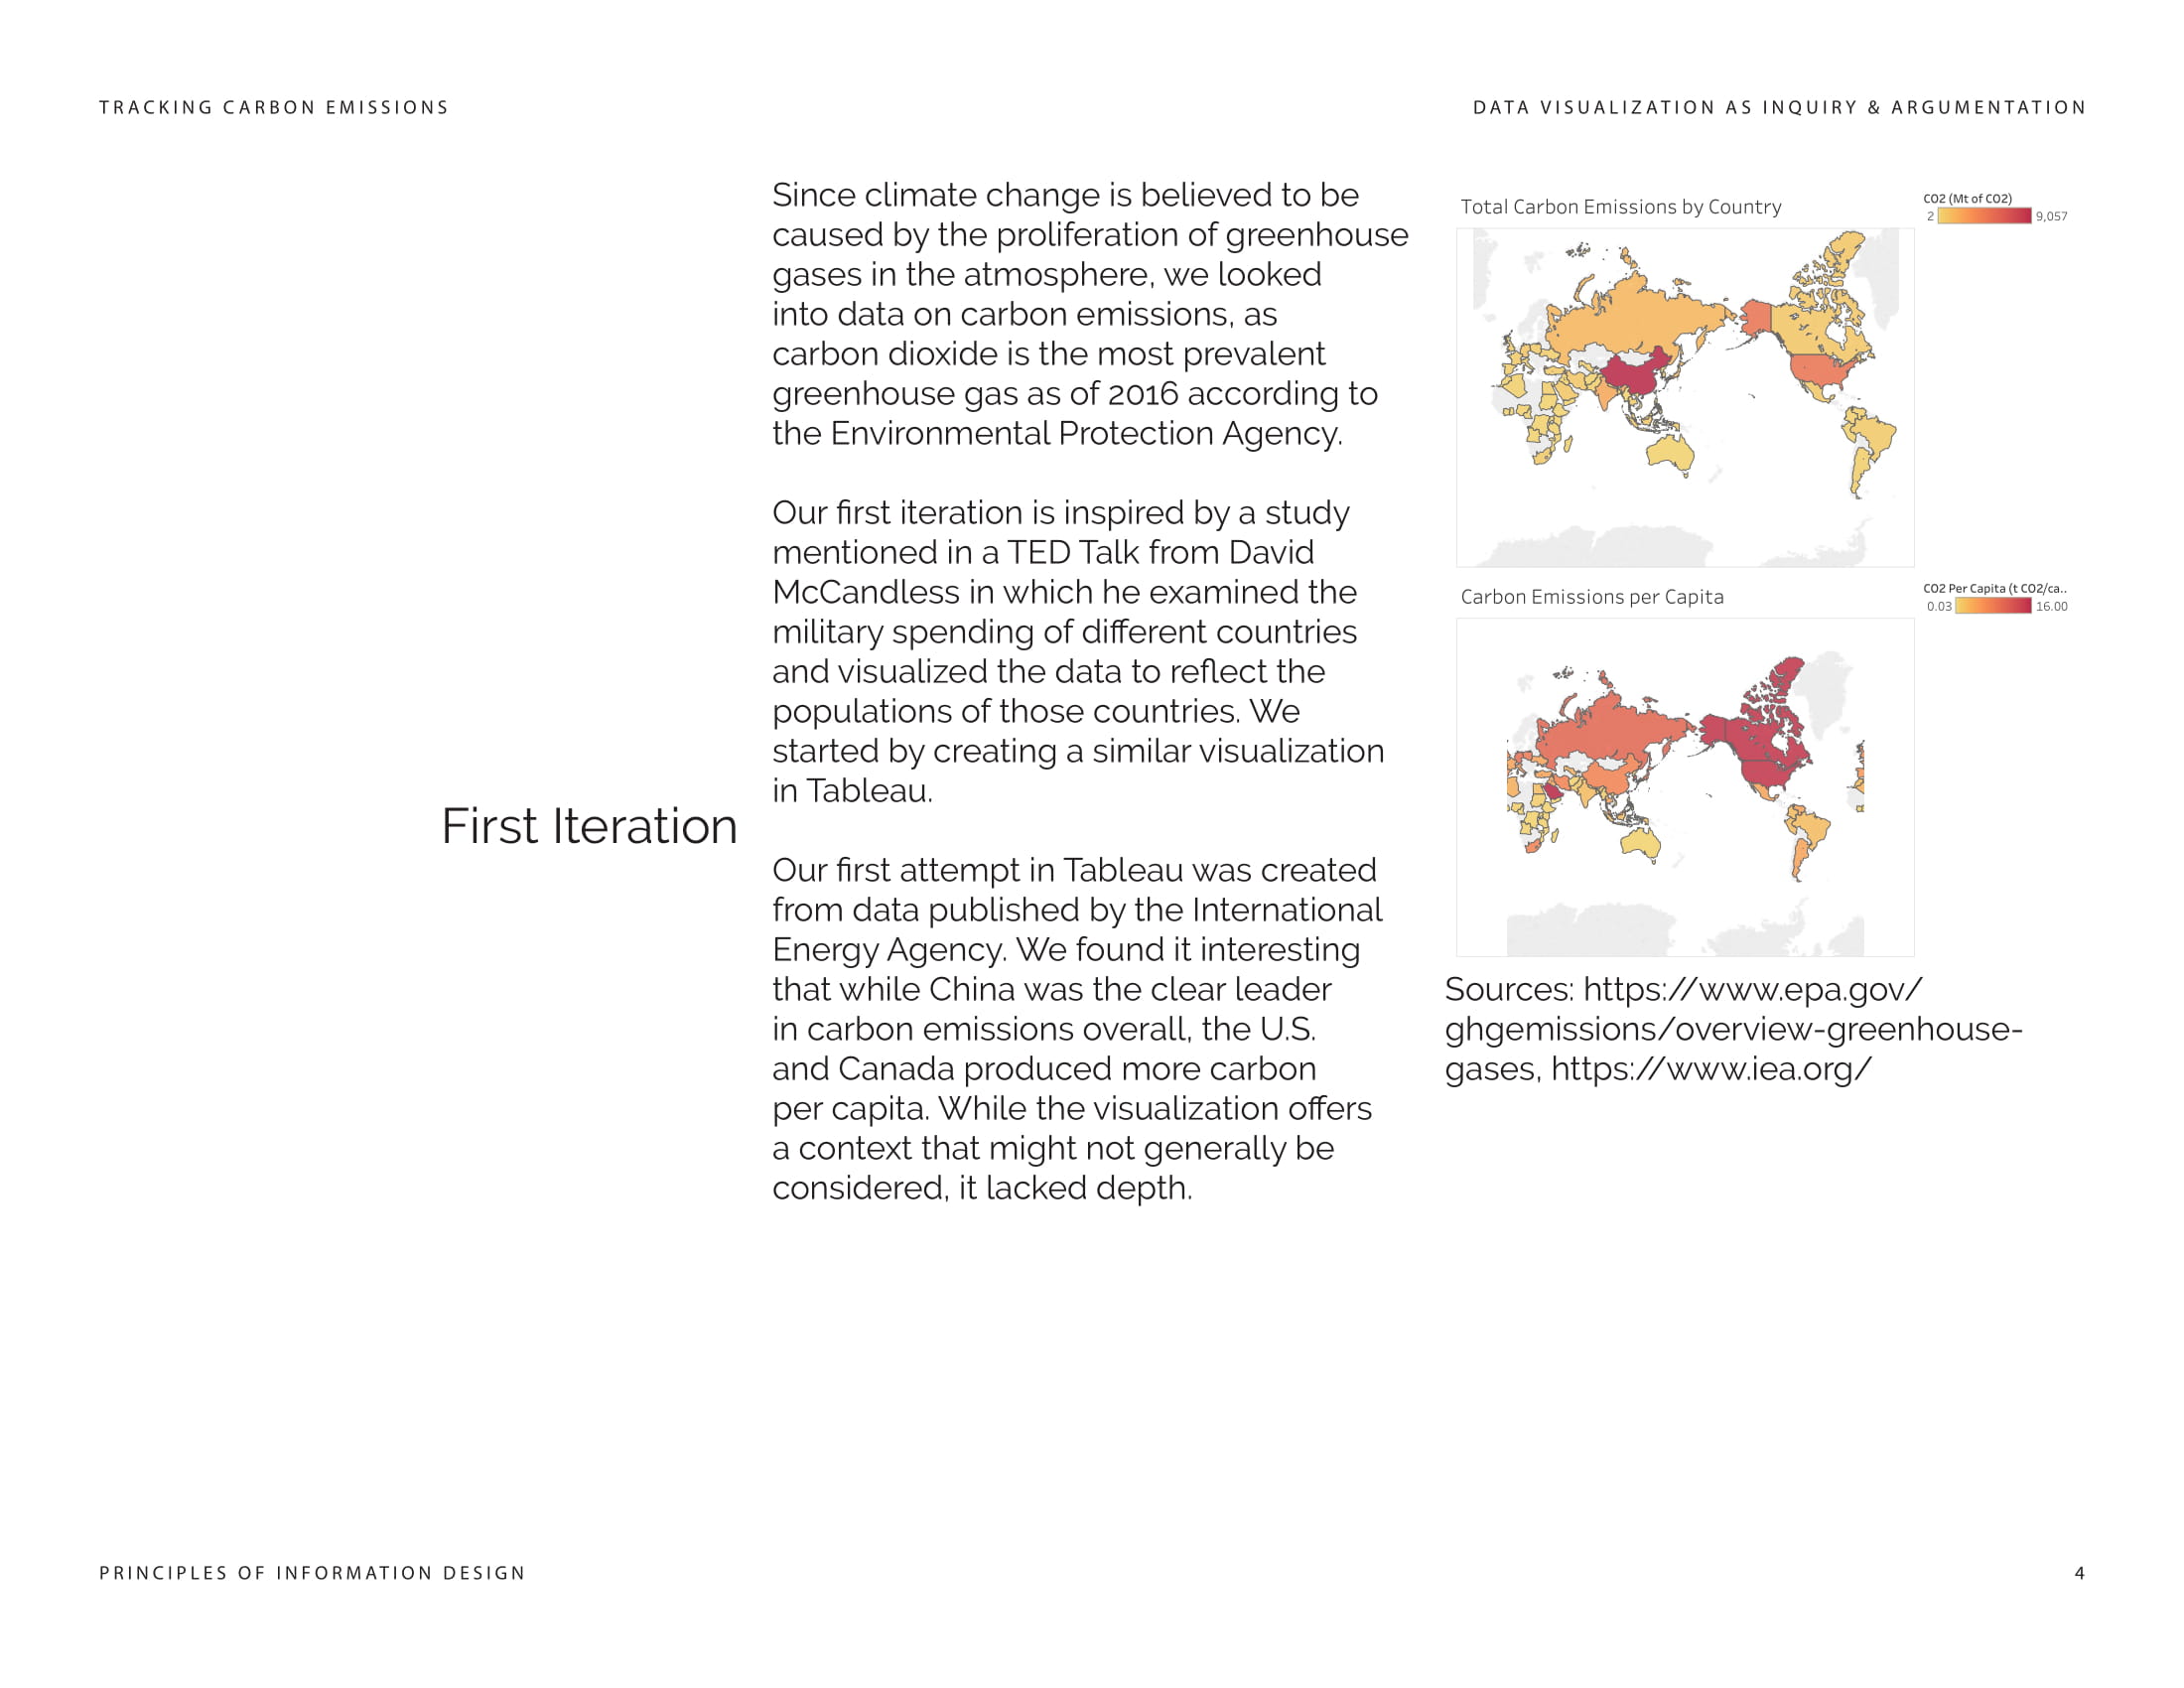 TRACKING CARBON EMISSIONS
DATA VISUALIZATION AS INQUIRY & ARGUMENTATION
First Iteration
Since climate change is believed to be
caused by the proliferation of greenhouse
gases in the atmosphere, we looked
into data on carbon emissions, as
carbon dioxide is the most prevalent
greenhouse gas as of 2016 according to
the Environmental Protection Agency.
Our first iteration is inspired by a study
mentioned in a TED Talk from David
McCandless in which he examined the
military spending of different countries
and visualized the data to reflect the
populations of those countries. We
started by creating a similar visualization
in Tableau.
Our first attempt in Tableau was created
from data published by the International
Energy Agency. We found it interesting
that while China was the clear leader
in carbon emissions overall, the U.S.
and Canada produced more carbon
per capita. While the visualization offers
a context that might not generally be
considered, it lacked depth.
Total Carbon Emissions by Country
CO2 (Mt of CO2)
2 9,057
Carbon Emissions per Capita
CO2 Per Capita (t CO2/ca..
0.03 16.00
Sources: https://www.epa.gov/
ghgemissions/overview-greenhouse-
gases, https://www.iea.org/
PRINCIPLES OF INFORMATION DESIGN
4